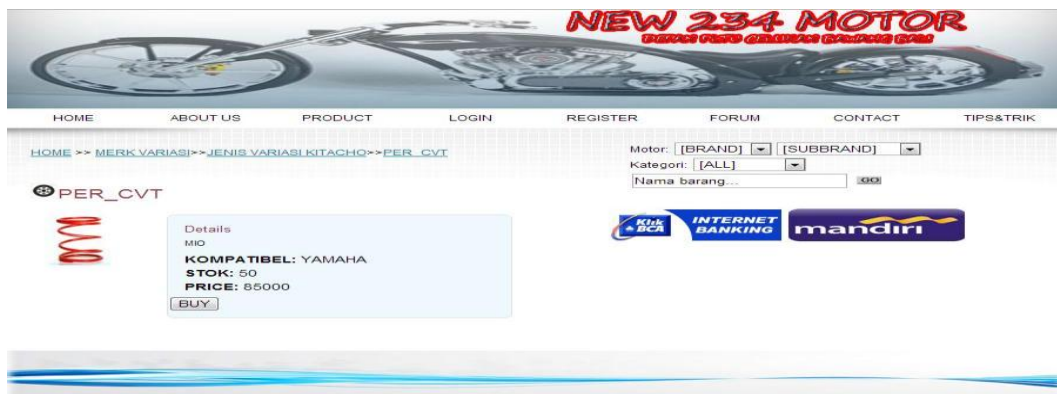 NEW 234 MOTOR
HOME ABOUT US PRODUCT LOGIN REGISTER FORUM CONTACT TIPS&TRIK
HOME >> MERK VARIASI>>JENIS VARIASI KITACHO>>PER_CVT
Motor: [BRAND] [SUBBRAND]
Kategori: [ALL]
Nama barang... GO
PER_CVT
Details
MIO
KOMPATIBEL: YAMAHA
STOK: 50
PRICE: 85000
BUY
Klik BCA INTERNET BANKING
mandiri